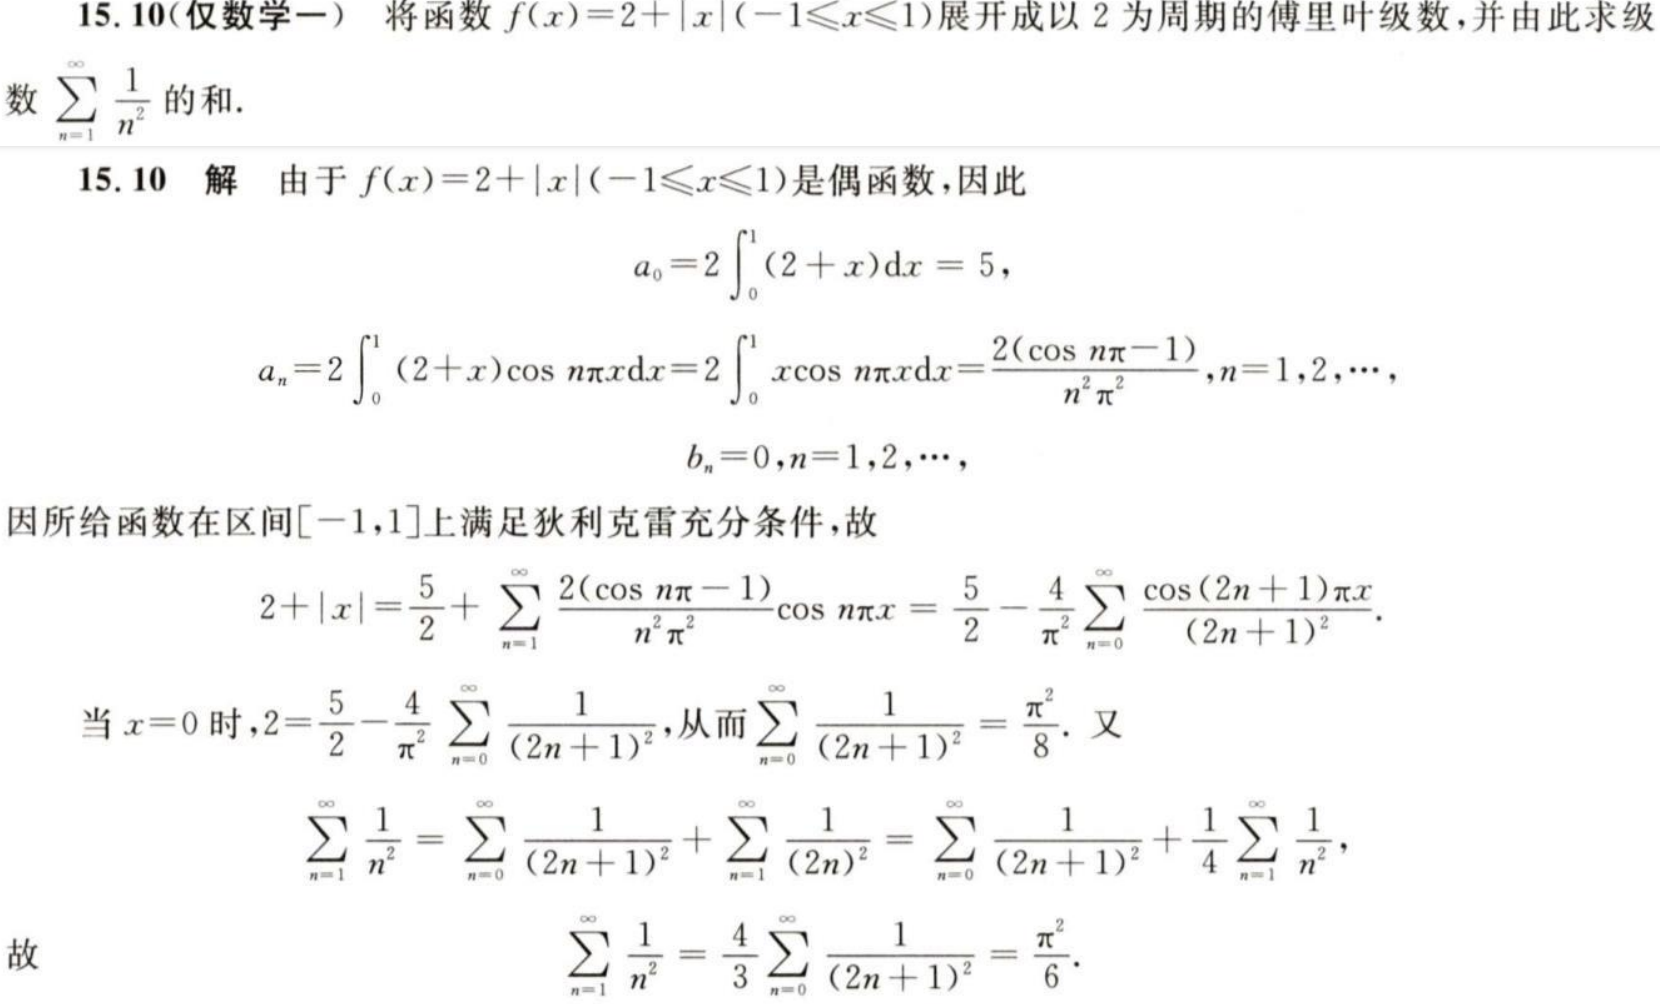 15.10(仅数学一) 将函数 f(x)=2+|x|(-1≤x≤1)展开成以 2 为周期的傅里叶级数,并由此求级
数 $\sum_{n=1}^{\infty} \frac{1}{n^2}$ 的和.
15.10 解 由于 f(x)=2+|x|(-1≤x≤1)是偶函数,因此
$a_0=2\int_0^1 (2+x)\mathrm{d}x = 5,$
$a_n=2\int_0^1 (2+x)\cos n\pi x\mathrm{d}x=2\int_0^1 x\cos n\pi x\mathrm{d}x=\frac{2(\cos n\pi-1)}{n^2\pi^2},n=1,2,\cdots,$
$b_n=0,n=1,2,\cdots,$
因所给函数在区间[-1,1]上满足狄利克雷充分条件,故
$2+|x|=\frac{5}{2}+\sum_{n=1}^{\infty} \frac{2(\cos n\pi-1)}{n^2\pi^2}\cos n\pi x = \frac{5}{2}-\frac{4}{\pi^2}\sum_{n=0}^{\infty} \frac{\cos(2n+1)\pi x}{(2n+1)^2}.$
当 x=0 时,$2=\frac{5}{2}-\frac{4}{\pi^2}\sum_{n=0}^{\infty} \frac{1}{(2n+1)^2}$,从而$\sum_{n=0}^{\infty} \frac{1}{(2n+1)^2} = \frac{\pi^2}{8}$. 又
$\sum_{n=1}^{\infty} \frac{1}{n^2} = \sum_{n=0}^{\infty} \frac{1}{(2n+1)^2} + \sum_{n=1}^{\infty} \frac{1}{(2n)^2} = \sum_{n=0}^{\infty} \frac{1}{(2n+1)^2} + \frac{1}{4}\sum_{n=1}^{\infty} \frac{1}{n^2},$
故 $\sum_{n=1}^{\infty} \frac{1}{n^2} = \frac{4}{3}\sum_{n=0}^{\infty} \frac{1}{(2n+1)^2} = \frac{\pi^2}{6}.$